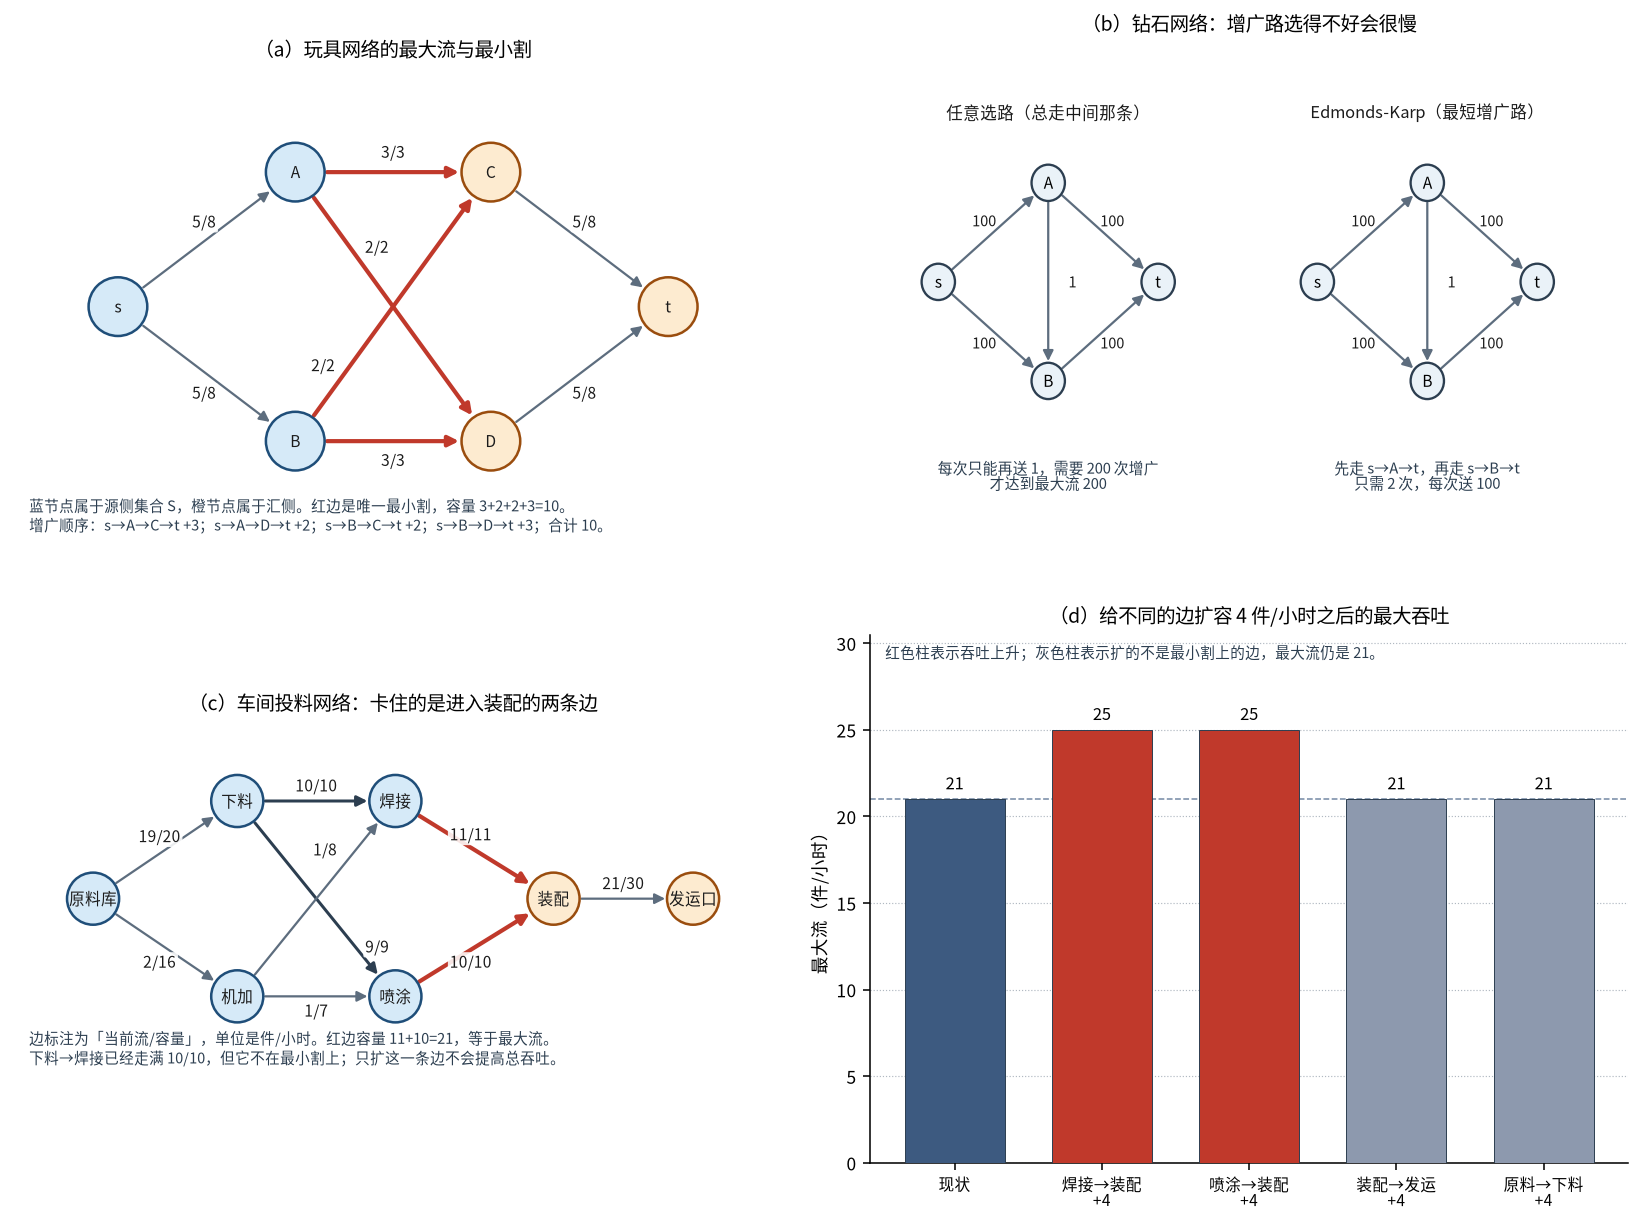 （a）玩具网络的最大流与最小割
3/3
A
C
5/8
5/8
2/2
s
t
2/2
5/8
5/8
B
D
3/3
蓝节点属于源侧集合 S，橙节点属于汇侧。红边是唯一最小割，容量 3+2+2+3=10。
增广顺序：s→A→C→t +3；s→A→D→t +2；s→B→C→t +2；s→B→D→t +3；合计 10。
（b）钻石网络：增广路选得不好会很慢
任意选路（总走中间那条）
A
100
100
s
1
t
100
100
B
每次只能再送 1，需要 200 次增广
才达到最大流 200
Edmonds-Karp（最短增广路）
A
100
100
s
1
t
100
100
B
先走 s→A→t，再走 s→B→t
只需 2 次，每次送 100
（c）车间投料网络：卡住的是进入装配的两条边
10/10
下料
焊接
19/20
1/8
11/11
21/30
原料库
装配
发运口
9/9
2/16
10/10
机加
喷涂
1/7
边标注为「当前流/容量」，单位是件/小时。红边容量 11+10=21，等于最大流。
下料→焊接已经走满 10/10，但它不在最小割上；只扩这一条边不会提高总吞吐。
（d）给不同的边扩容 4 件/小时之后的最大吞吐
红色柱表示吞吐上升；灰色柱表示扩的不是最小割上的边，最大流仍是 21。
最大流（件/小时）
30
25
20
15
10
5
0
21
25
25
21
21
现状
焊接→装配
+4
喷涂→装配
+4
装配→发运
+4
原料→下料
+4